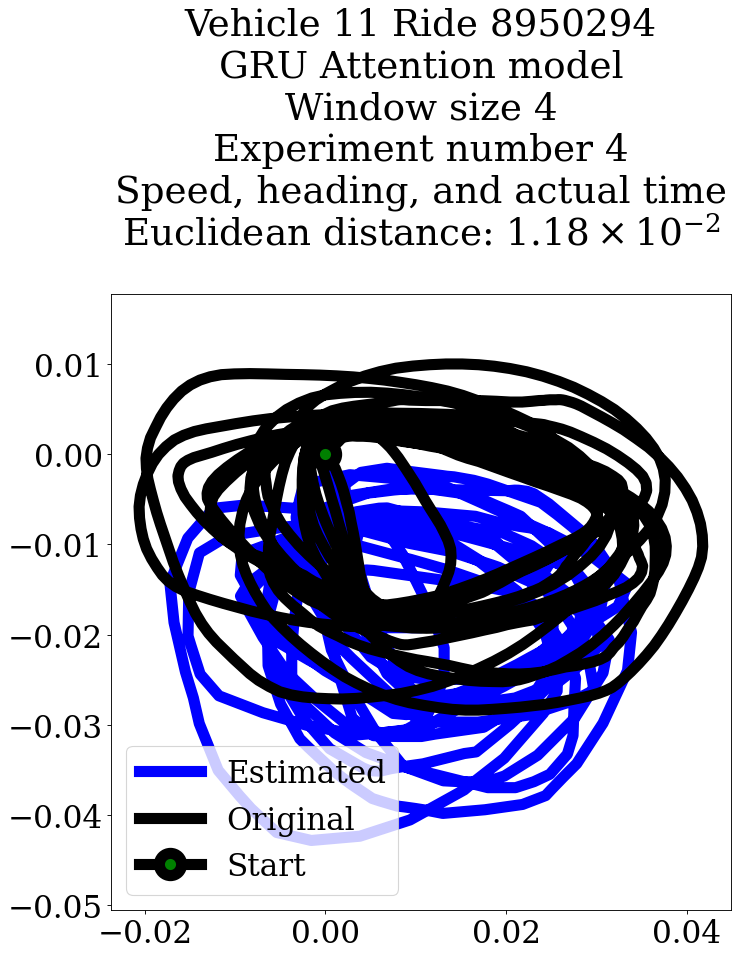 Vehicle 11 Ride 8950294
GRU Attention model
Window size 4
Experiment number 4
Speed, heading, and actual time
Euclidean distance: 1.18 × 10⁻²
0.01
0.00
−0.01
−0.02
−0.03
−0.04
−0.05
Estimated
Original
Start
−0.02
0.00
0.02
0.04